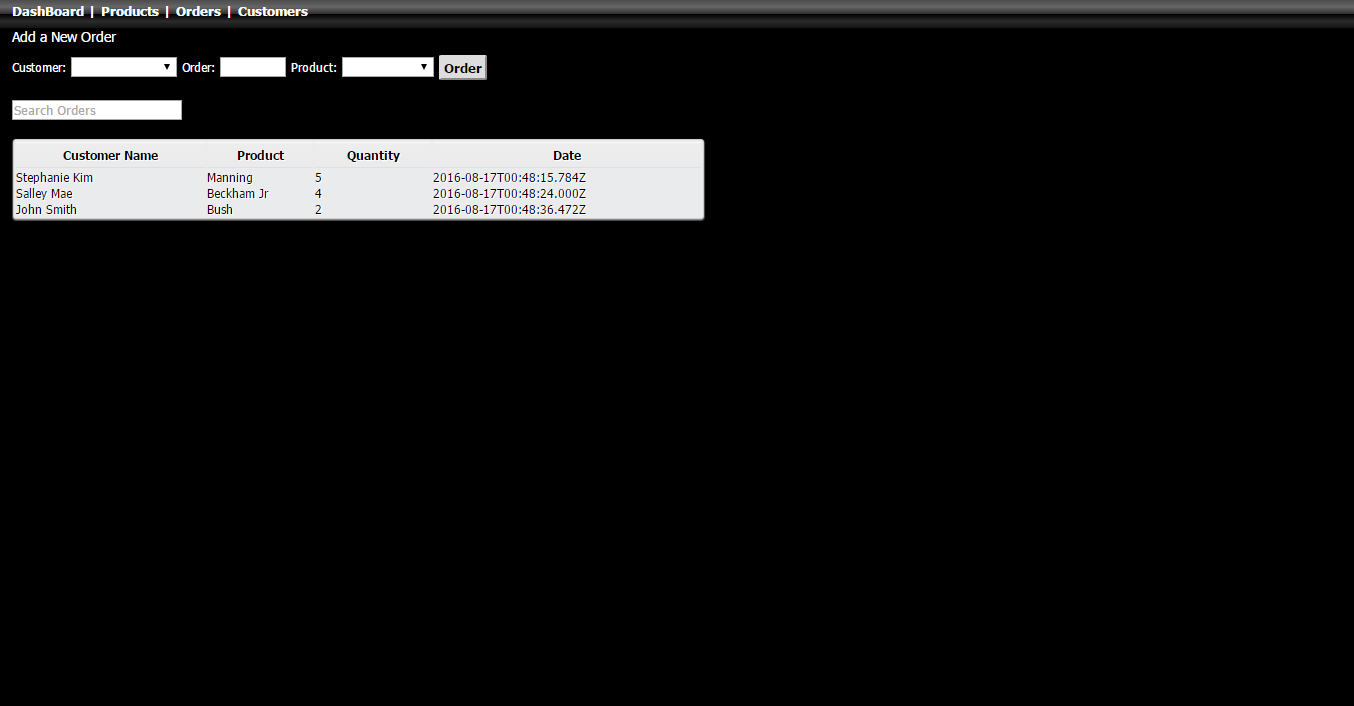 DashBoard | Products | Orders | Customers
Add a New Order
Customer: Order: Product: Order
Search Orders
Customer Name Product Quantity Date
Stephanie Kim Manning 5 2016-08-17T00:48:15.784Z
Salley Mae Beckham Jr 4 2016-08-17T00:48:24.000Z
John Smith Bush 2 2016-08-17T00:48:36.472Z